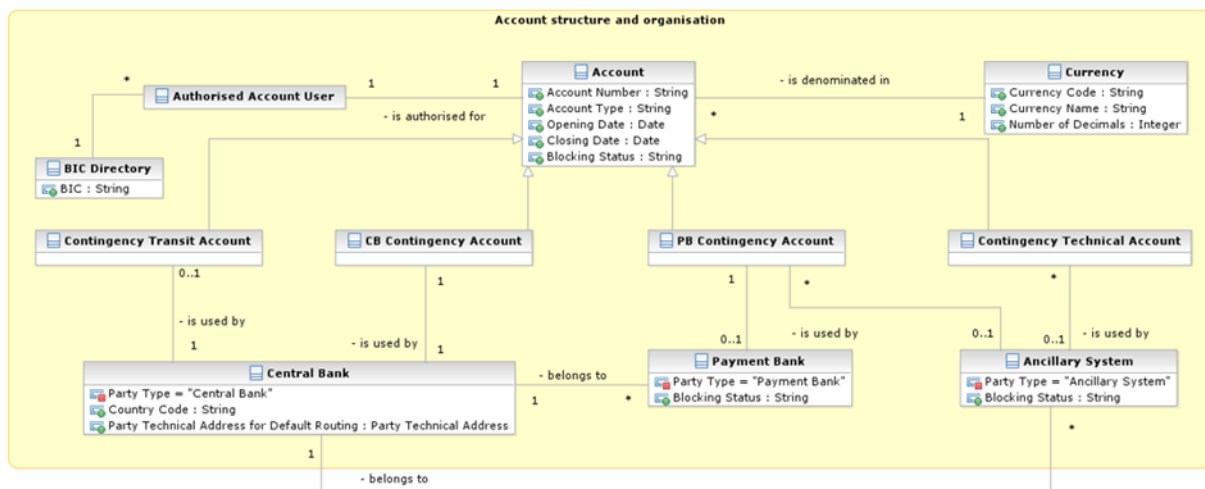 Account structure and organisation
Account
Account Number : String
Account Type : String
Opening Date : Date
Closing Date : Date
Blocking Status : String
Currency
Currency Code : String
Currency Name : String
Number of Decimals : Integer
- is denominated in
*
1
Authorised Account User
1
1
- is authorised for
*
1
BIC Directory
BIC : String
Contingency Transit Account
CB Contingency Account
PB Contingency Account
Contingency Technical Account
0..1
- is used by
1
1
- is used by
1
1
0..1
- is used by
*
0..1
*
0..1
- is used by
Central Bank
Party Type = "Central Bank"
Country Code : String
Party Technical Address for Default Routing : Party Technical Address
- belongs to
1
*
Payment Bank
Party Type = "Payment Bank"
Blocking Status : String
Ancillary System
Party Type = "Ancillary System"
Blocking Status : String
1
*
- belongs to